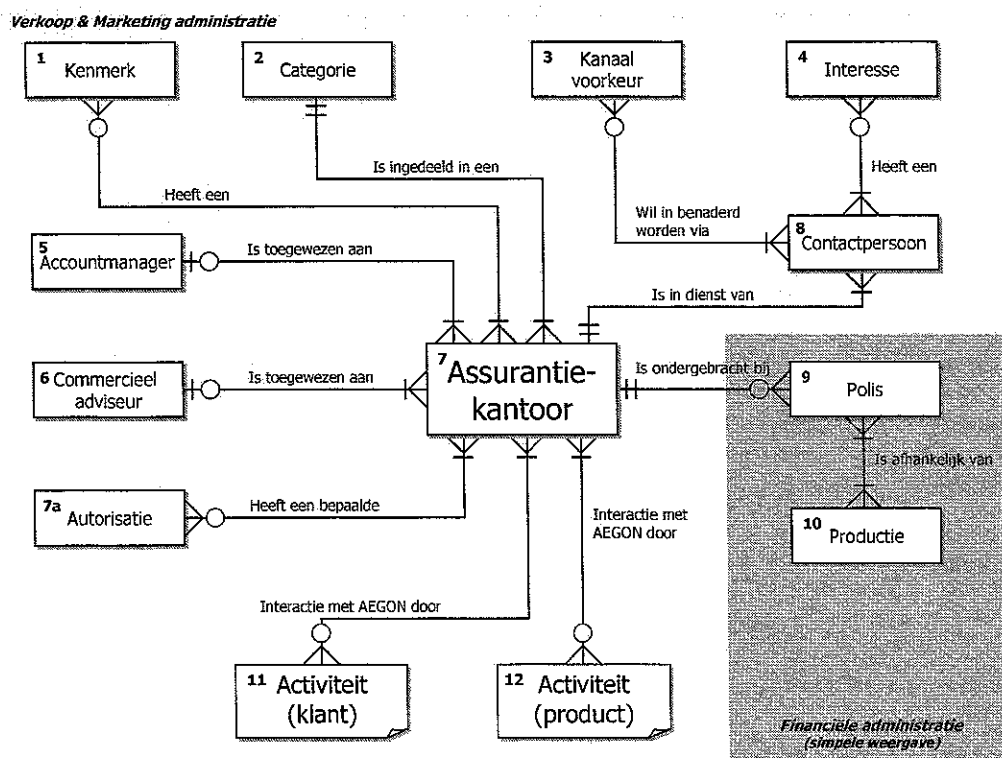 Verkoop & Marketing administratie
1 Kenmerk
2 Categorie
3 Kanaal
voorkeur
4 Interesse
Is ingedeeld in een
Heeft een
Heeft een
Wil in benaderd
worden via
8 Contactpersoon
5 Accountmanager
Is toegewezen aan
Is in dienst van
7 Assurantie-
kantoor
6 Commercieel
adviseur
Is toegewezen aan
Is ondergebracht bij
9 Polis
Is afhankelijk van
7a Autorisatie
Heeft een bepaalde
Interactie met
AEGON door
10 Productie
Interactie met AEGON door
11 Activiteit
(klant)
12 Activiteit
(product)
Financiële administratie
(simpele weergave)